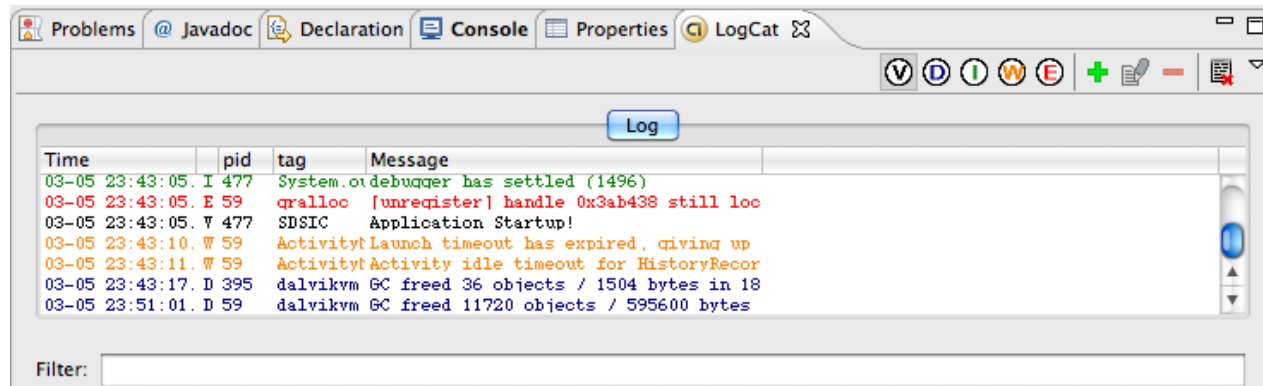 Problems @ Javadoc Declaration Console Properties LogCat
V D I W E
Log
Time pid tag Message
03-05 23:43:05. I 477 System.ou debugger has settled (1496)
03-05 23:43:05. E 59 gralloc [unregister] handle 0x3ab438 still loc
03-05 23:43:05. V 477 SDSIC Application Startup!
03-05 23:43:10. W 59 ActivityM Launch timeout has expired, giving up
03-05 23:43:11. W 59 ActivityM Activity idle timeout for HistoryRecor
03-05 23:43:17. D 395 dalvikvm GC freed 36 objects / 1504 bytes in 18
03-05 23:51:01. D 59 dalvikvm GC freed 11720 objects / 595600 bytes
Filter: